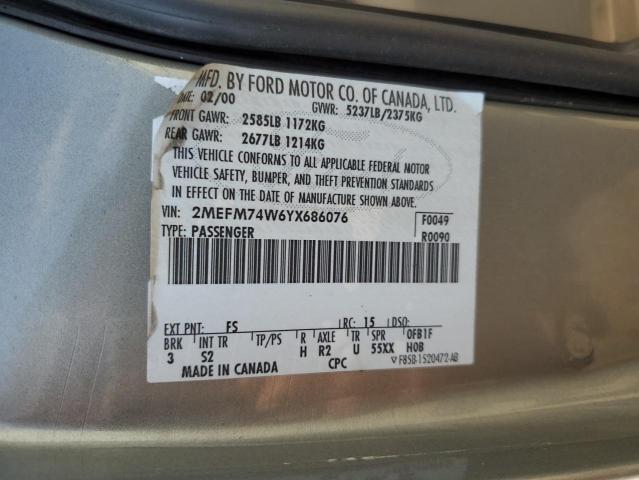 MFD. BY FORD MOTOR CO. OF CANADA, LTD.
DATE: 02/00 GVWR: 5237LB/2375KG
FRONT GAWR: 2585LB 1172KG
REAR GAWR: 2677LB 1214KG
THIS VEHICLE CONFORMS TO ALL APPLICABLE FEDERAL MOTOR
VEHICLE SAFETY, BUMPER, AND THEFT PREVENTION STANDARDS
IN EFFECT ON THE DATE OF MANUFACTURE SHOWN ABOVE.
VIN: 2MEFM74W6YX686076 F0049
TYPE: PASSENGER R0090
EXT PNT: FS RC: 15 DSO:
BRK INT TR TP/PS R AXLE TR SPR 0FB1F
3 S2 H R2 U 55XX H0B
MADE IN CANADA CPC F85B-1520472-AB